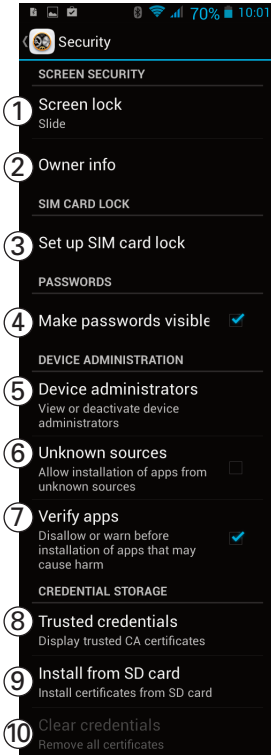 70% 10:01
Security
SCREEN SECURITY
1 Screen lock
Slide
2 Owner info
SIM CARD LOCK
3 Set up SIM card lock
PASSWORDS
4 Make passwords visible
DEVICE ADMINISTRATION
5 Device administrators
View or deactivate device
administrators
6 Unknown sources
Allow installation of apps from
unknown sources
7 Verify apps
Disallow or warn before
installation of apps that may
cause harm
CREDENTIAL STORAGE
8 Trusted credentials
Display trusted CA certificates
9 Install from SD card
Install certificates from SD card
10 Clear credentials
Remove all certificates